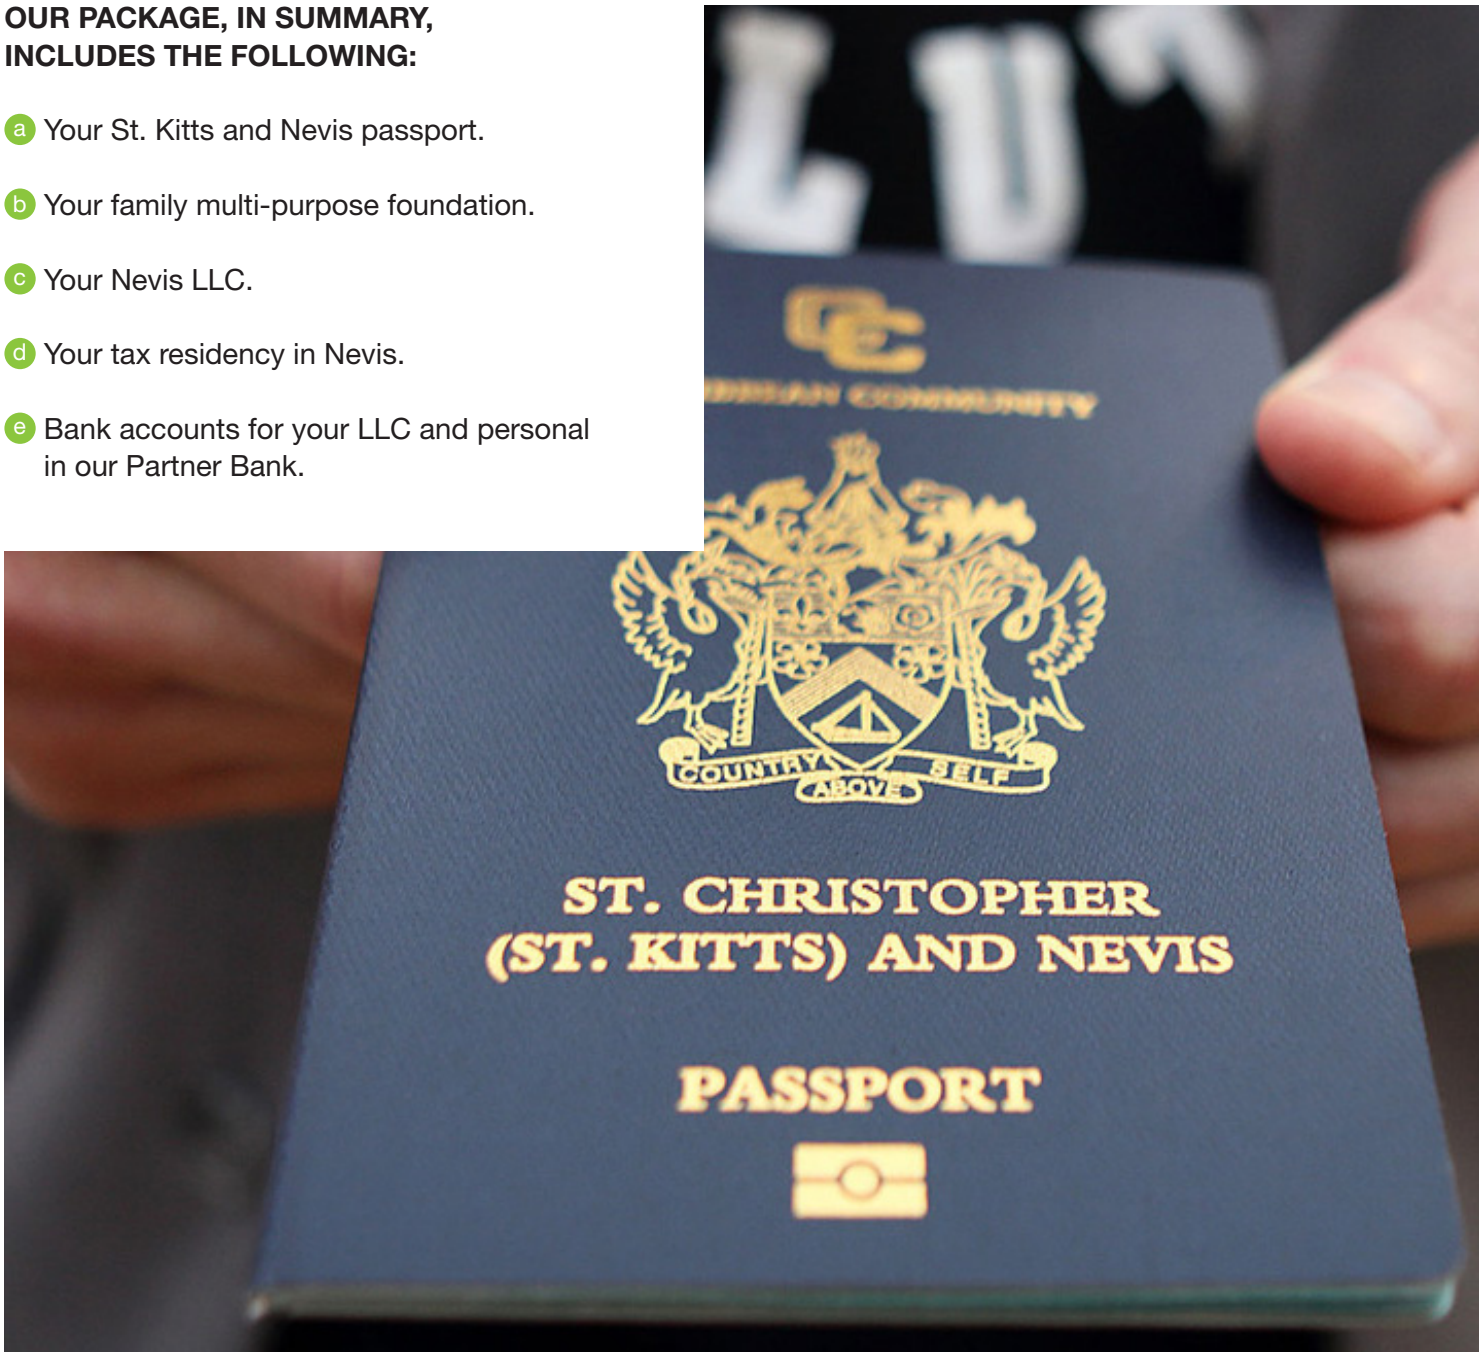 OUR PACKAGE, IN SUMMARY,
INCLUDES THE FOLLOWING:
a Your St. Kitts and Nevis passport.
b Your family multi-purpose foundation.
c Your Nevis LLC.
d Your tax residency in Nevis.
e Bank accounts for your LLC and personal
in our Partner Bank.
COMMUNITY
COUNTRY ABOVE SELF
ST. CHRISTOPHER
(ST. KITTS) AND NEVIS
PASSPORT